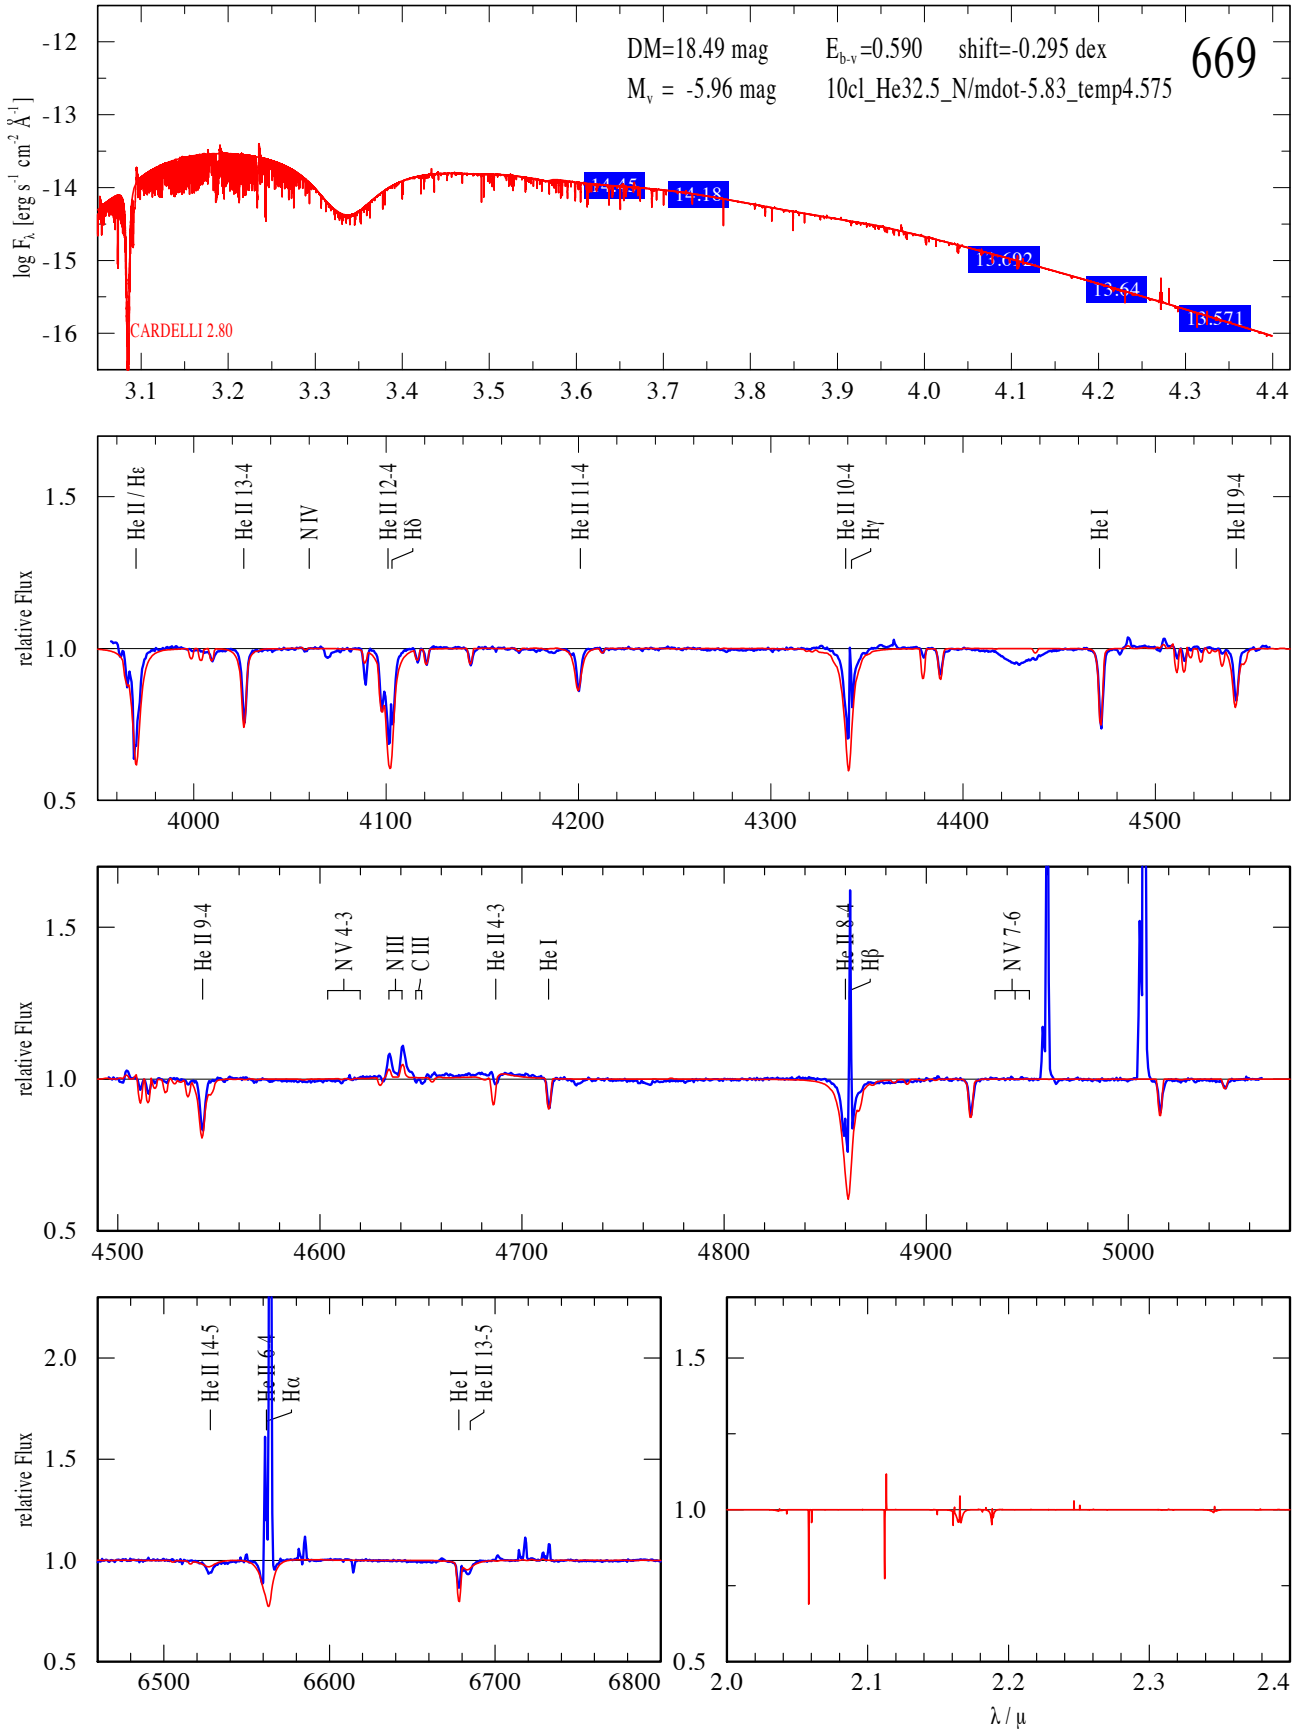 -12
-13
-14
-15
-16
log Fλ [erg s⁻¹ cm⁻² Å⁻¹]
DM=18.49 mag E_b-v=0.590 shift=-0.295 dex 669
M_v = -5.96 mag 10cl_He32.5_N/mdot-5.83_temp4.575
14.45 14.18 13.692 13.64 13.571
CARDELLI 2.80
3.1 3.2 3.3 3.4 3.5 3.6 3.7 3.8 3.9 4.0 4.1 4.2 4.3 4.4
1.5
1.0
0.5
relative Flux
He II / Hε
He II 13-4
N IV
He II 12-4
Hδ
He II 11-4
He II 10-4
Hγ
He I
He II 9-4
4000 4100 4200 4300 4400 4500
1.5
1.0
0.5
relative Flux
He II 9-4
N V 4-3
N III
C III
He II 4-3
He I
He II 8-4
Hβ
N V 7-6
4500 4600 4700 4800 4900 5000
2.0
1.5
1.0
0.5
relative Flux
He II 14-5
He II 6-4
Hα
He I
He II 13-5
6500 6600 6700 6800
1.5
1.0
0.5
2.0 2.1 2.2 2.3 2.4
λ / μ